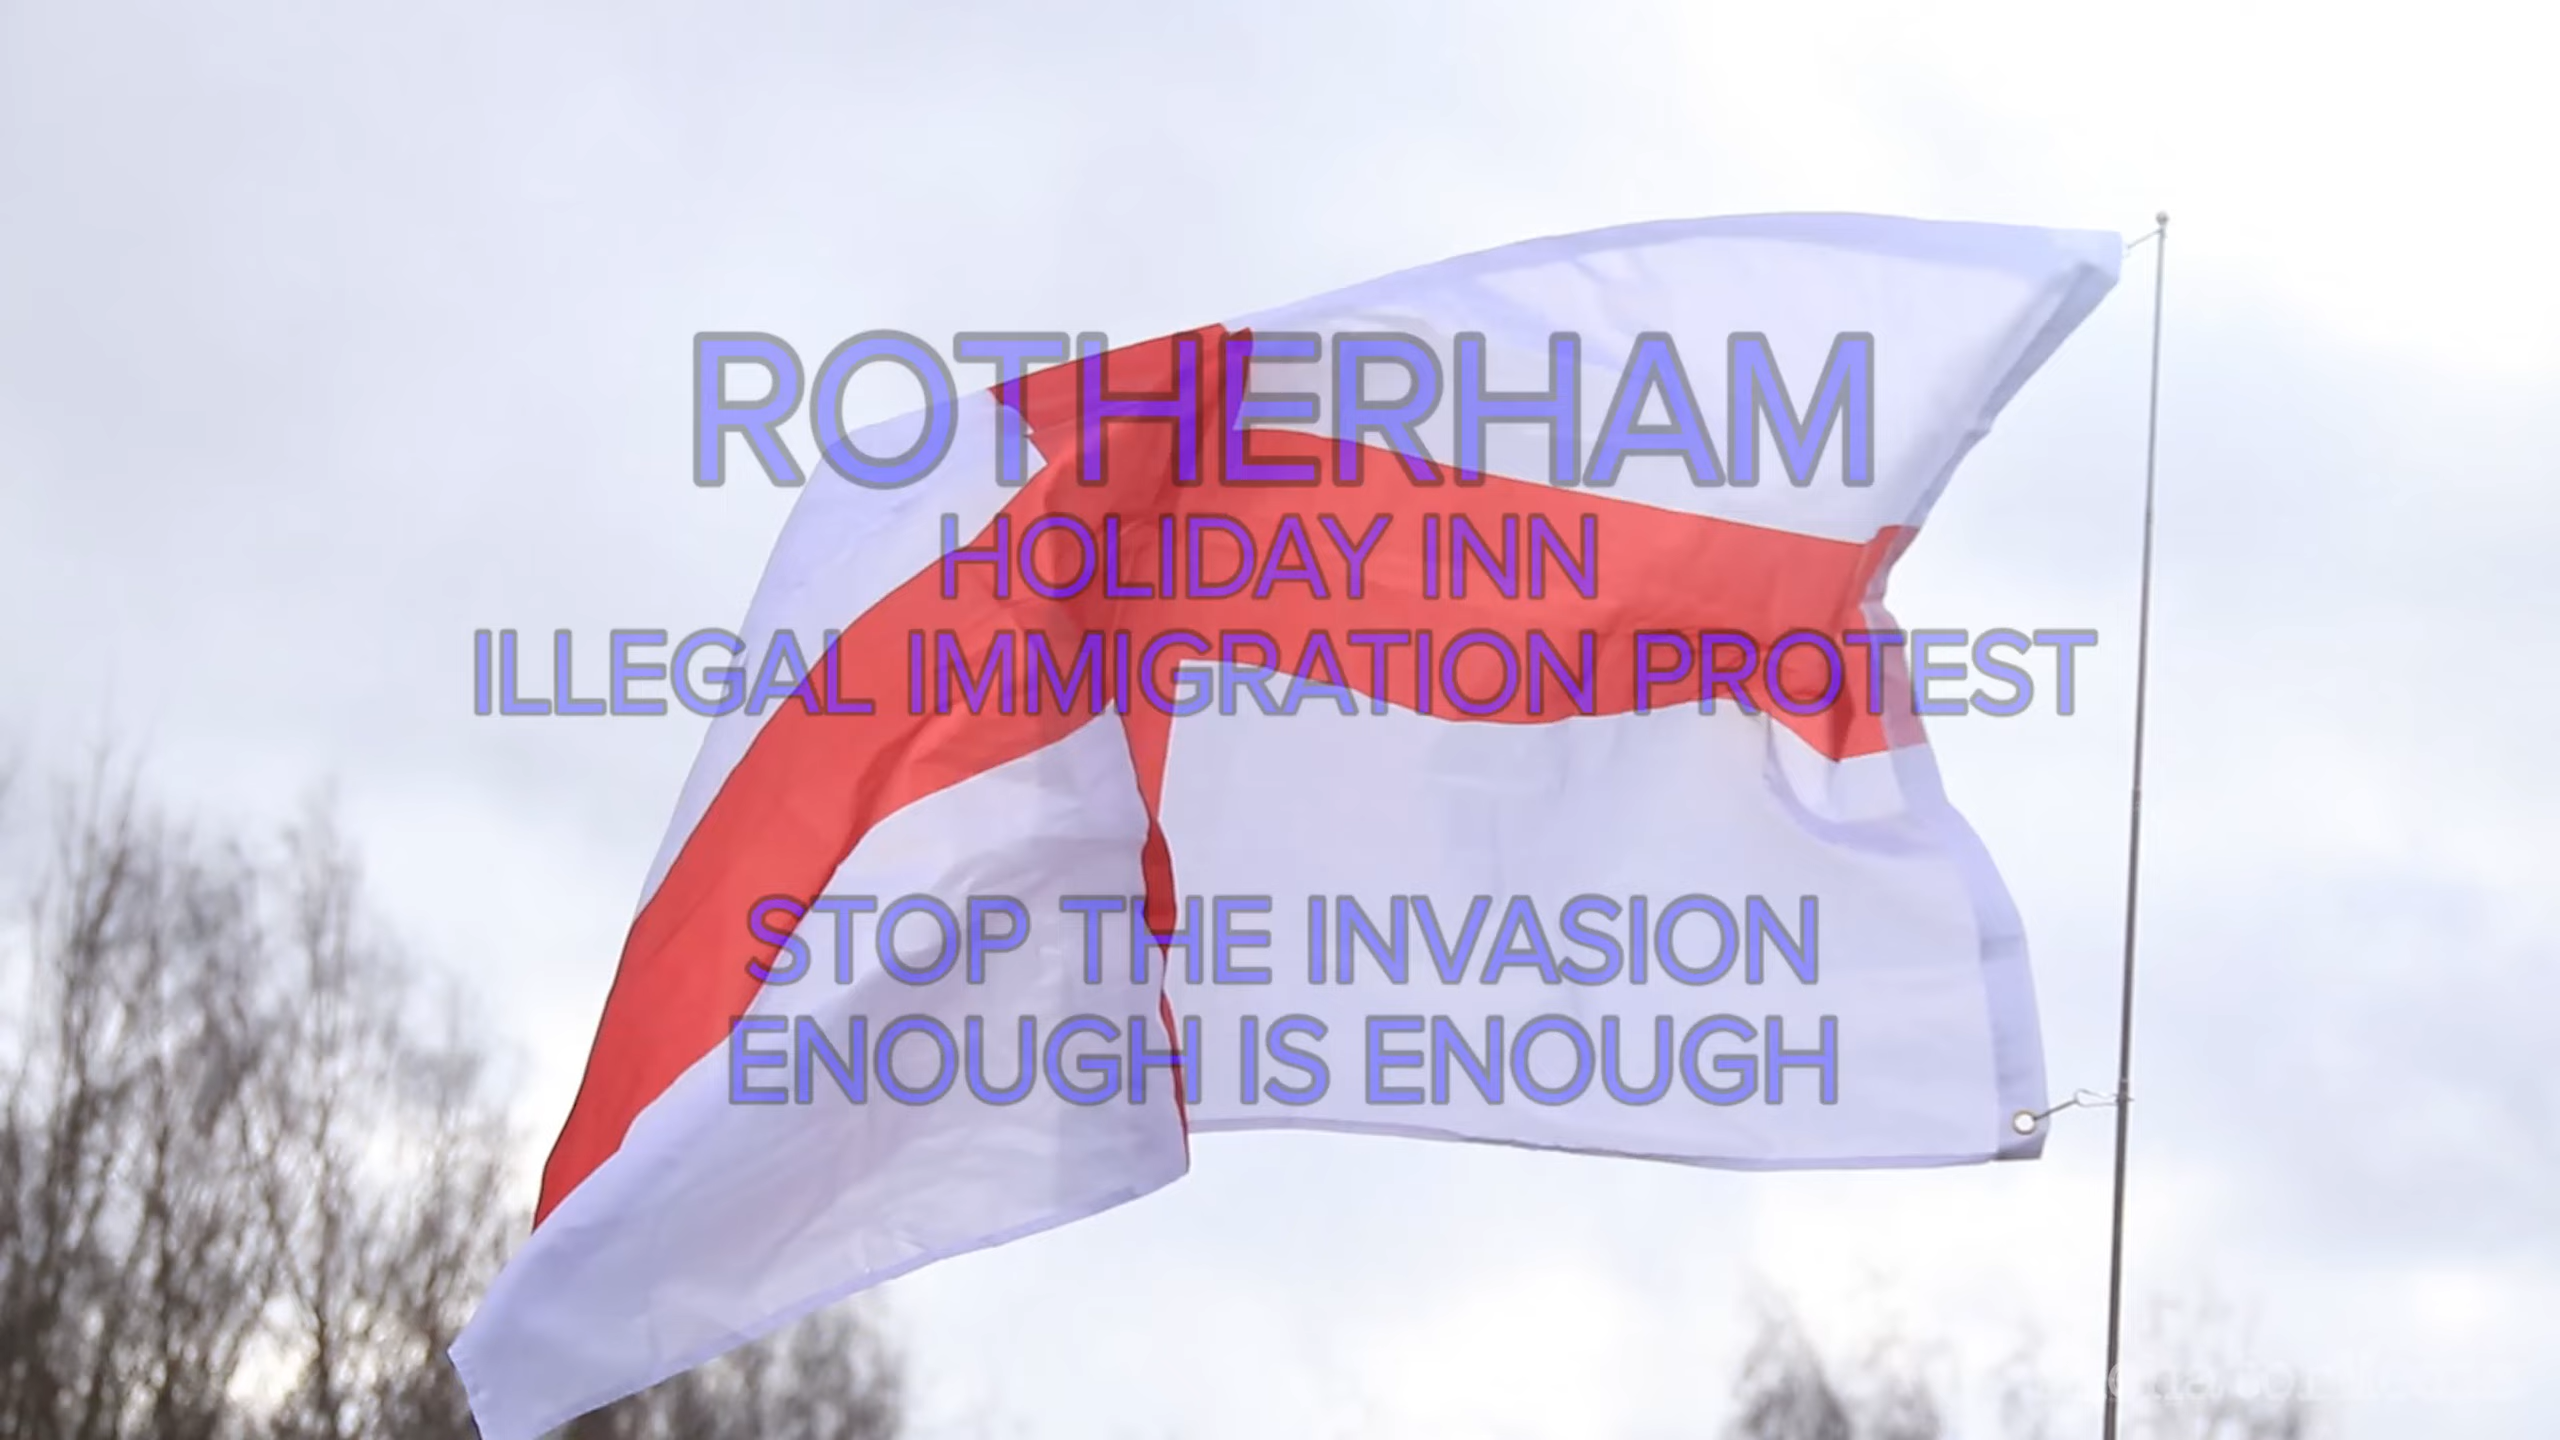 ROTHERHAM
HOLIDAY INN
ILLEGAL IMMIGRATION PROTEST
STOP THE INVASION
ENOUGH IS ENOUGH